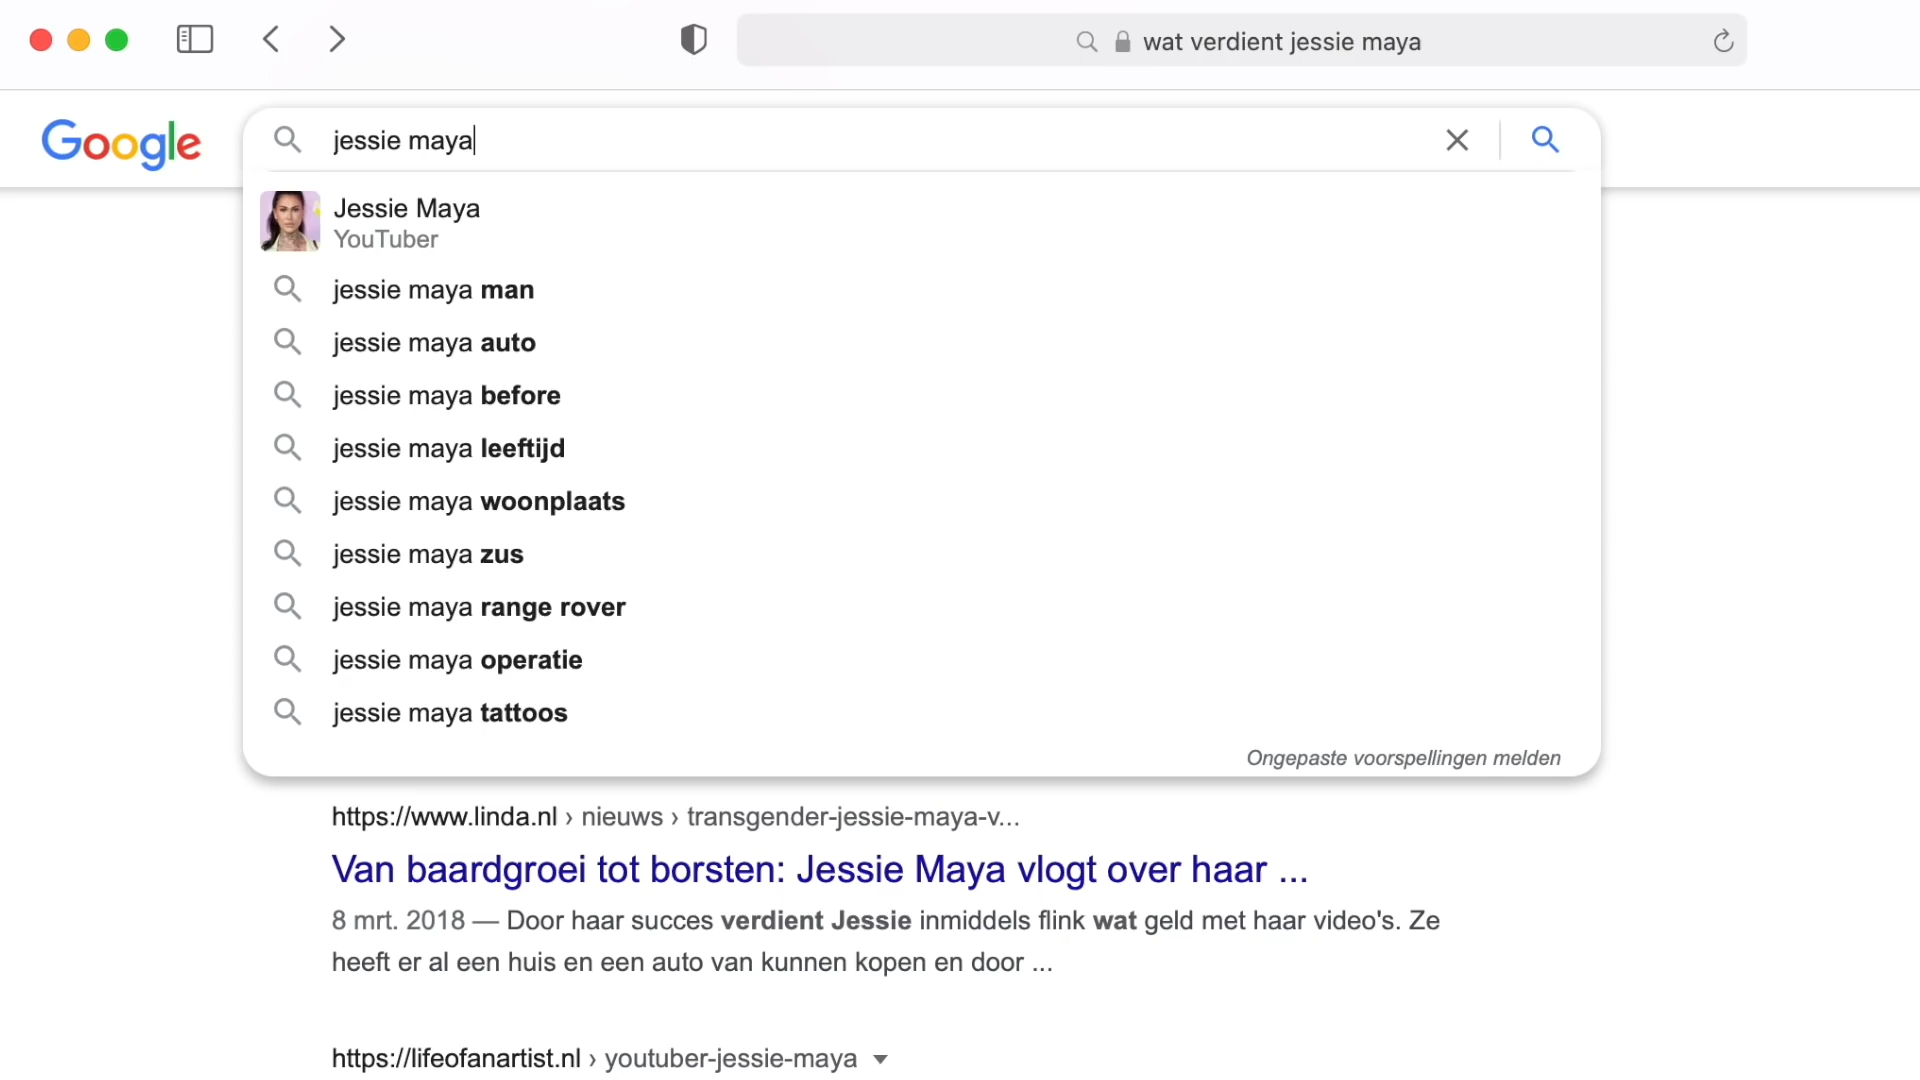 wat verdient jessie maya
Google
jessie maya
Jessie Maya
YouTuber
jessie maya man
jessie maya auto
jessie maya before
jessie maya leeftijd
jessie maya woonplaats
jessie maya zus
jessie maya range rover
jessie maya operatie
jessie maya tattoos
Ongepaste voorspellingen melden
https://www.linda.nl › nieuws › transgender-jessie-maya-v...
Van baardgroei tot borsten: Jessie Maya vlogt over haar ...
8 mrt. 2018 — Door haar succes verdient Jessie inmiddels flink wat geld met haar video's. Ze
heeft er al een huis en een auto van kunnen kopen en door ...
https://lifeofanartist.nl › youtuber-jessie-maya